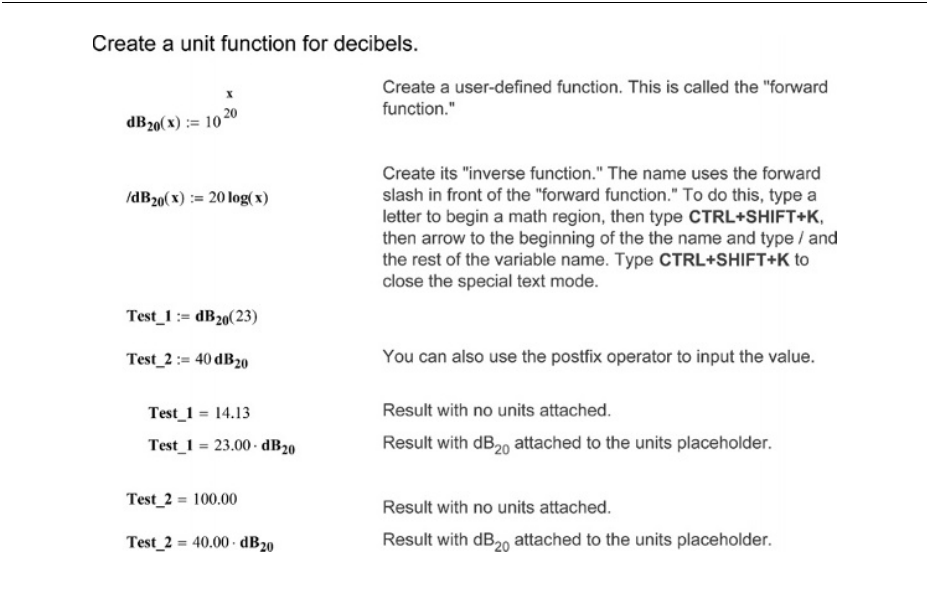 Create a unit function for decibels.
dB₂₀(x) := 10^(x/20)
Create a user-defined function. This is called the "forward
function."
/dB₂₀(x) := 20 log(x)
Create its "inverse function." The name uses the forward
slash in front of the "forward function." To do this, type a
letter to begin a math region, then type CTRL+SHIFT+K,
then arrow to the beginning of the the name and type / and
the rest of the variable name. Type CTRL+SHIFT+K to
close the special text mode.
Test_1 := dB₂₀(23)
Test_2 := 40 dB₂₀
You can also use the postfix operator to input the value.
Test_1 = 14.13
Result with no units attached.
Test_1 = 23.00 · dB₂₀
Result with dB₂₀ attached to the units placeholder.
Test_2 = 100.00
Result with no units attached.
Test_2 = 40.00 · dB₂₀
Result with dB₂₀ attached to the units placeholder.